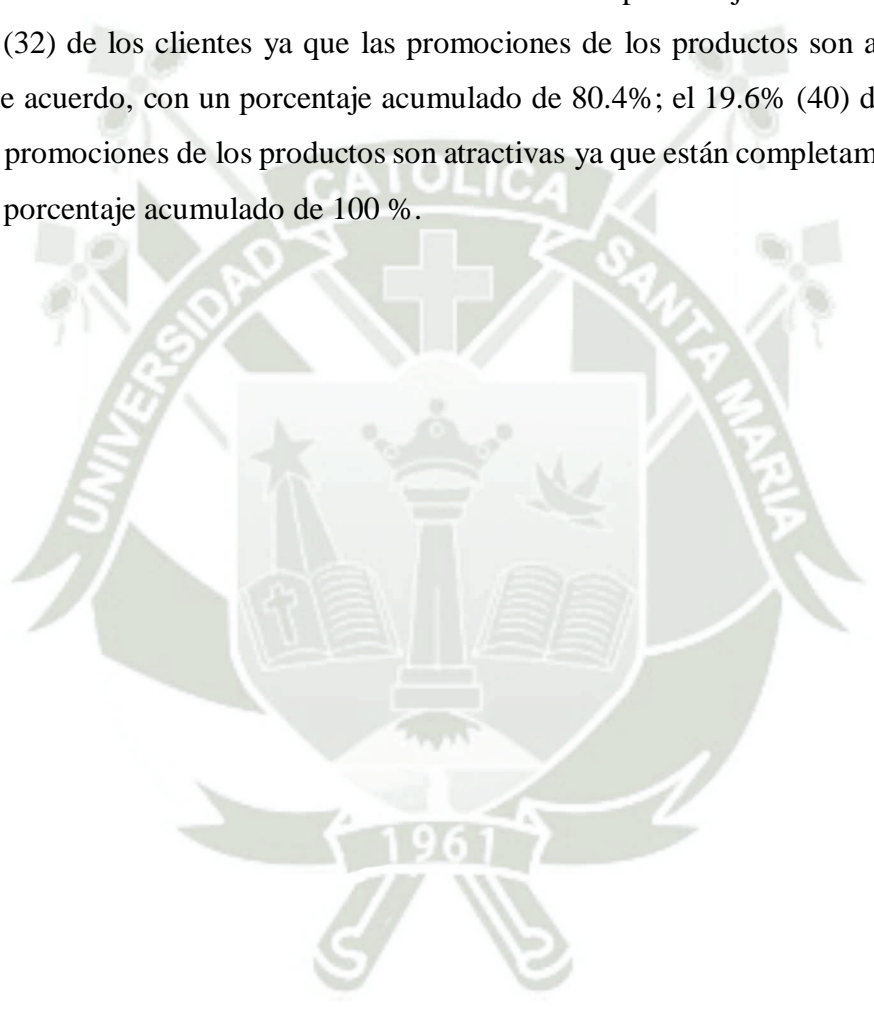 (32) de los clientes ya que las promociones de los productos son a
e acuerdo, con un porcentaje acumulado de 80.4%; el 19.6% (40) d
promociones de los productos son atractivas ya que están completam
porcentaje acumulado de 100 %.
UNIVERSIDAD CATOLICA SANTA MARIA
1961